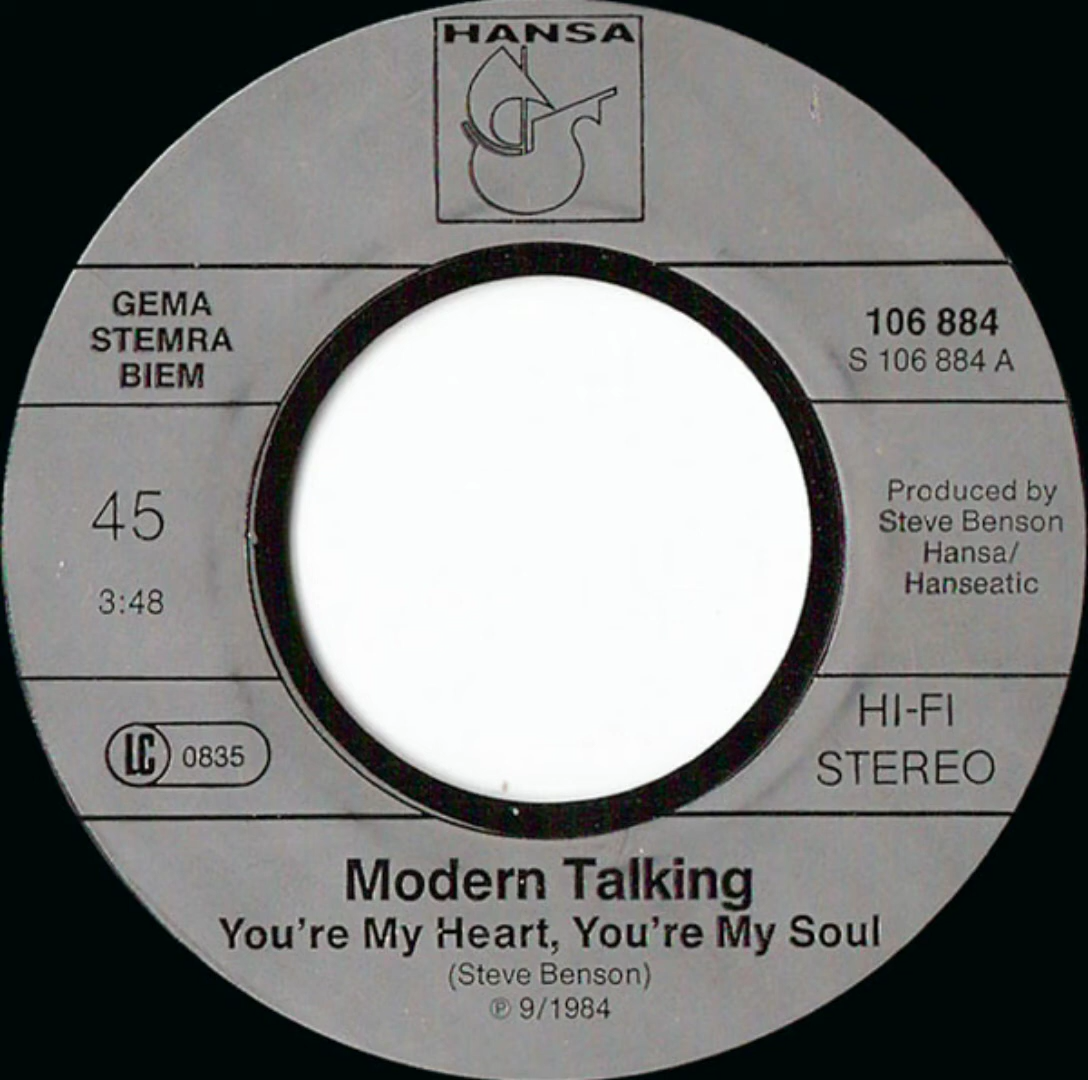 HANSA
GEMA
STEMRA
BIEM
106 884
S 106 884 A
45
3:48
Produced by
Steve Benson
Hansa/
Hanseatic
LC 0835
HI-FI
STEREO
Modern Talking
You're My Heart, You're My Soul
(Steve Benson)
℗ 9/1984